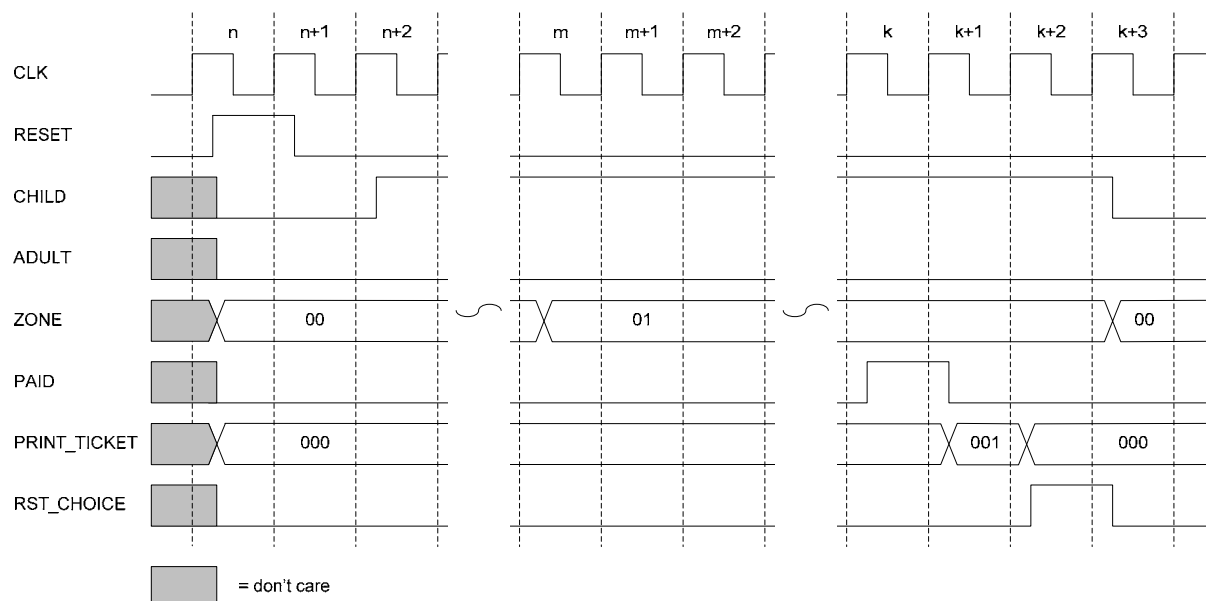 n n+1 n+2 m m+1 m+2 k k+1 k+2 k+3
CLK
RESET
CHILD
ADULT
ZONE 00 01 00
PAID
PRINT_TICKET 000 001 000
RST_CHOICE
= don't care